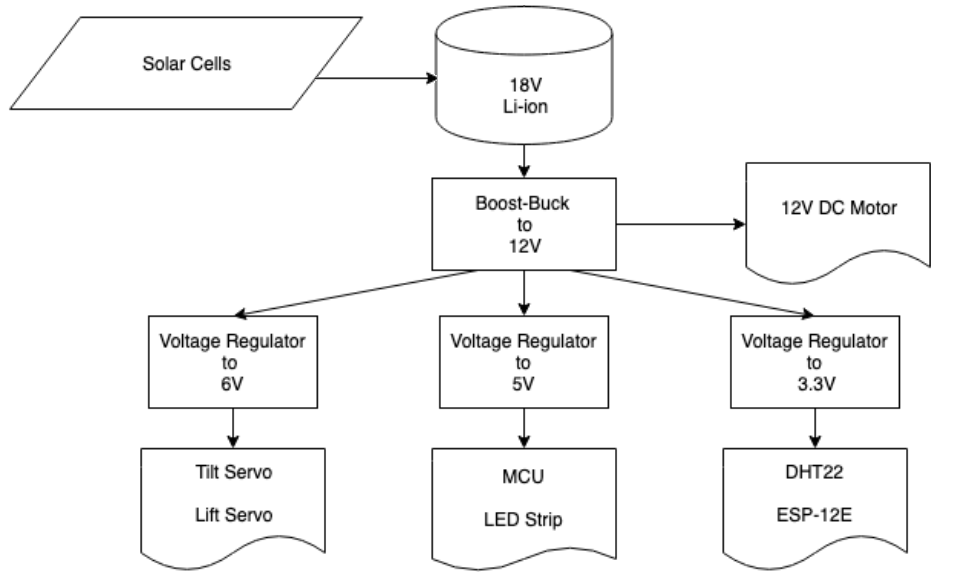 Solar Cells
18V
Li-ion
Boost-Buck
to
12V
12V DC Motor
Voltage Regulator
to
6V
Voltage Regulator
to
5V
Voltage Regulator
to
3.3V
Tilt Servo
Lift Servo
MCU
LED Strip
DHT22
ESP-12E